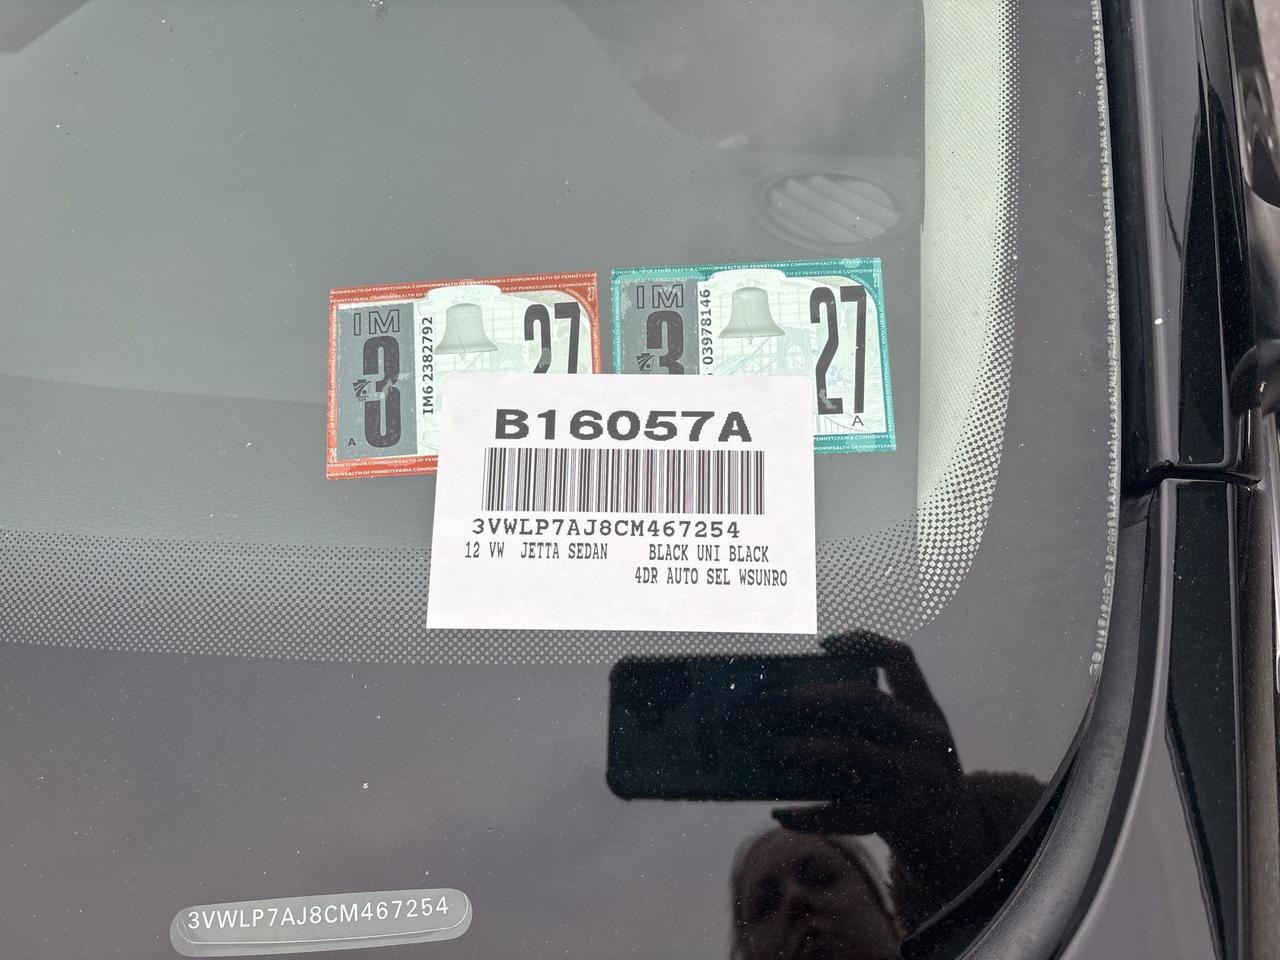 COMMONWEALTH OF PENNSYLVANIA COMMONWEALTH OF PENNSYLVANIA
IM
3
A
IM6 2382792
27
COMMONWEALTH OF PENNSYLVANIA COMMONWEALTH OF PENNSYLVANIA
IM
3
03978146
27
A
PENNSYLVANIA
B16057A
3VWLP7AJ8CM467254
12 VW JETTA SEDAN BLACK UNI BLACK
4DR AUTO SEL WSUNRO
3VWLP7AJ8CM467254